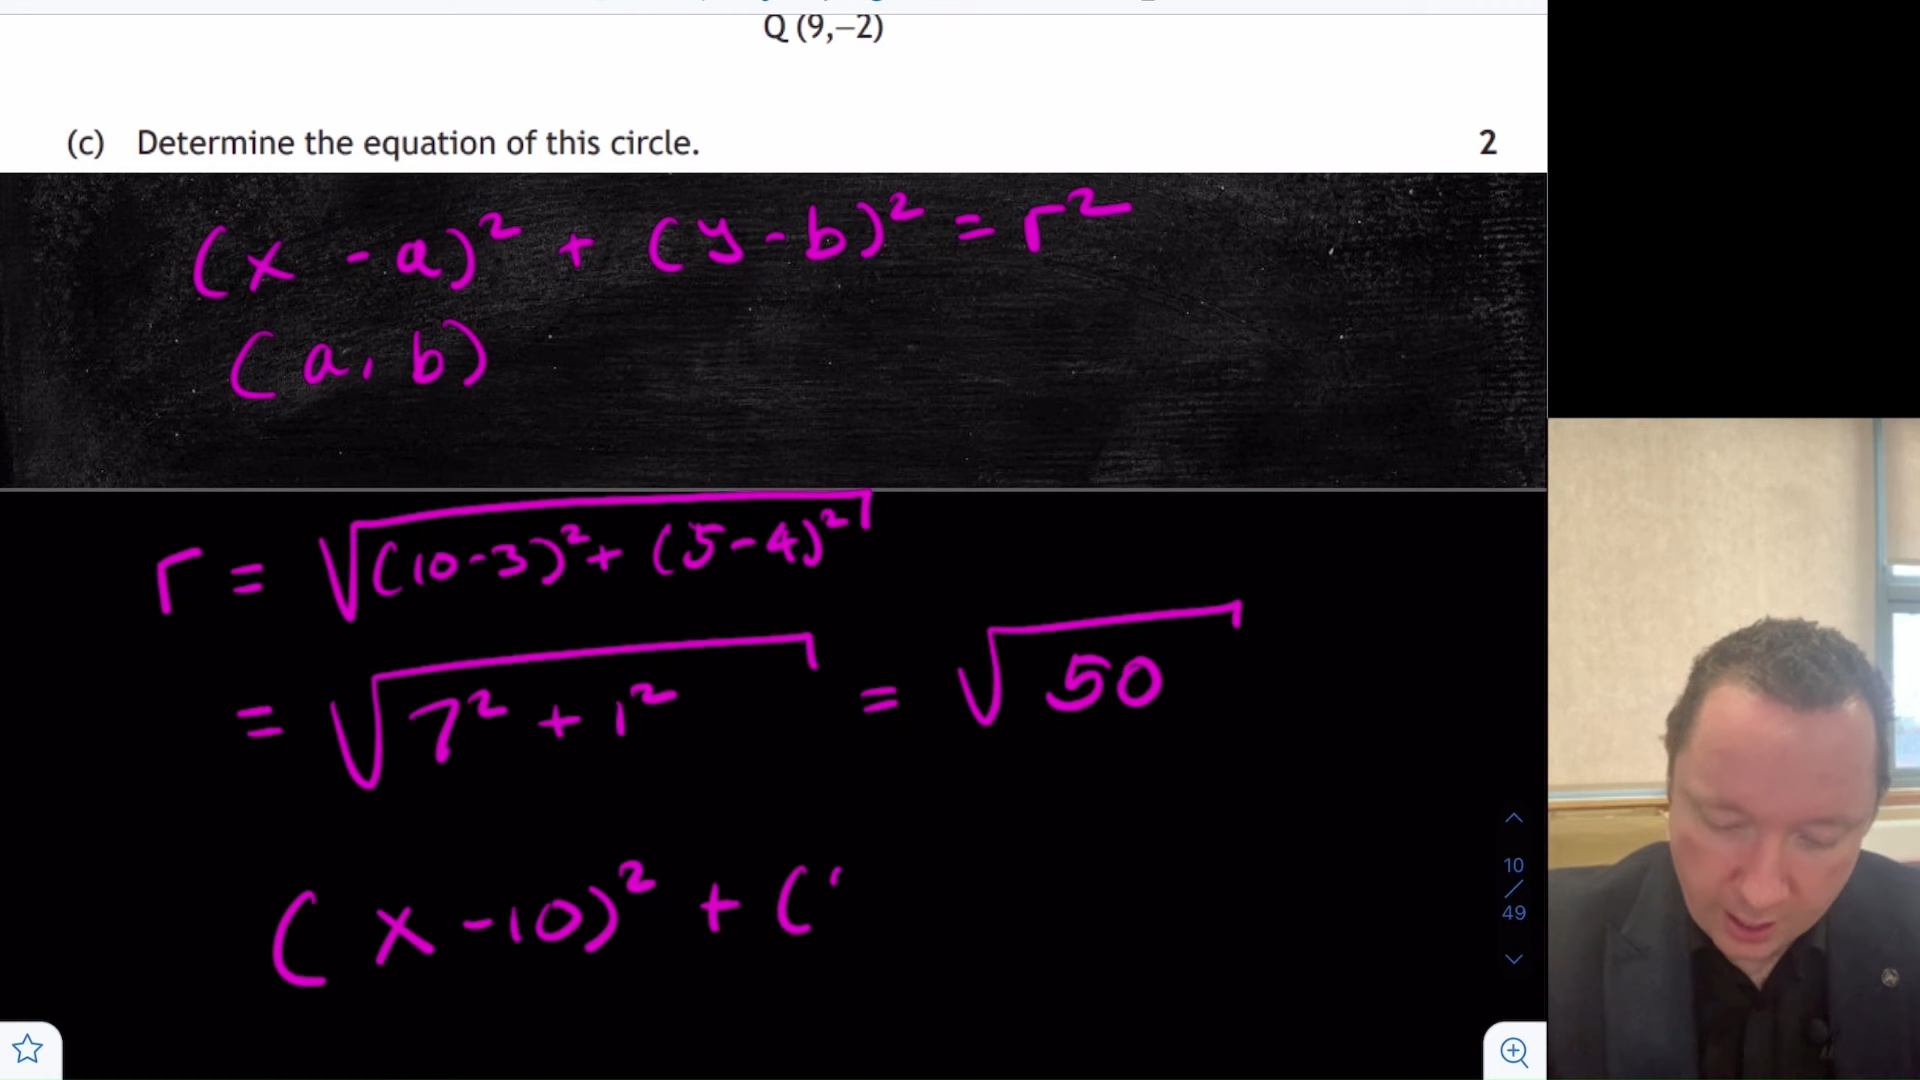 Q (9,−2)
(c) Determine the equation of this circle. 2
(x - a)² + (y - b)² = r²
(a, b)
r = √(10-3)² + (5-4)²
= √7² + 1² = √50
(x - 10)² + (
10
/
49